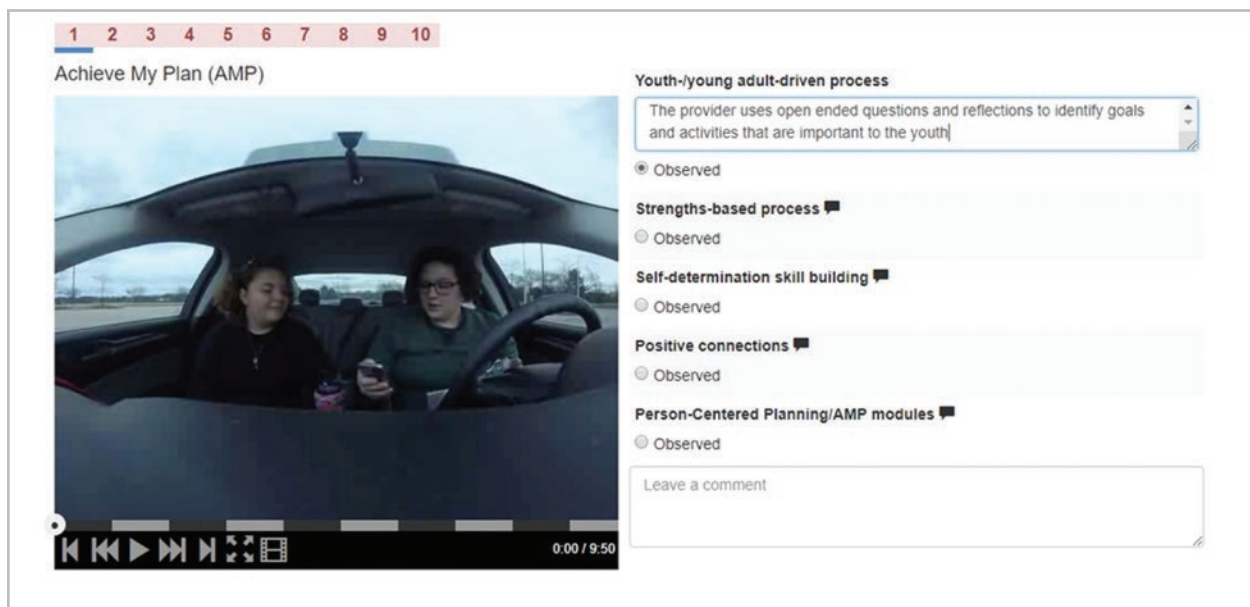 1 2 3 4 5 6 7 8 9 10
Achieve My Plan (AMP)
0:00 / 9:50
Youth-/young adult-driven process
The provider uses open ended questions and reflections to identify goals
and activities that are important to the youth
Observed
Strengths-based process
Observed
Self-determination skill building
Observed
Positive connections
Observed
Person-Centered Planning/AMP modules
Observed
Leave a comment